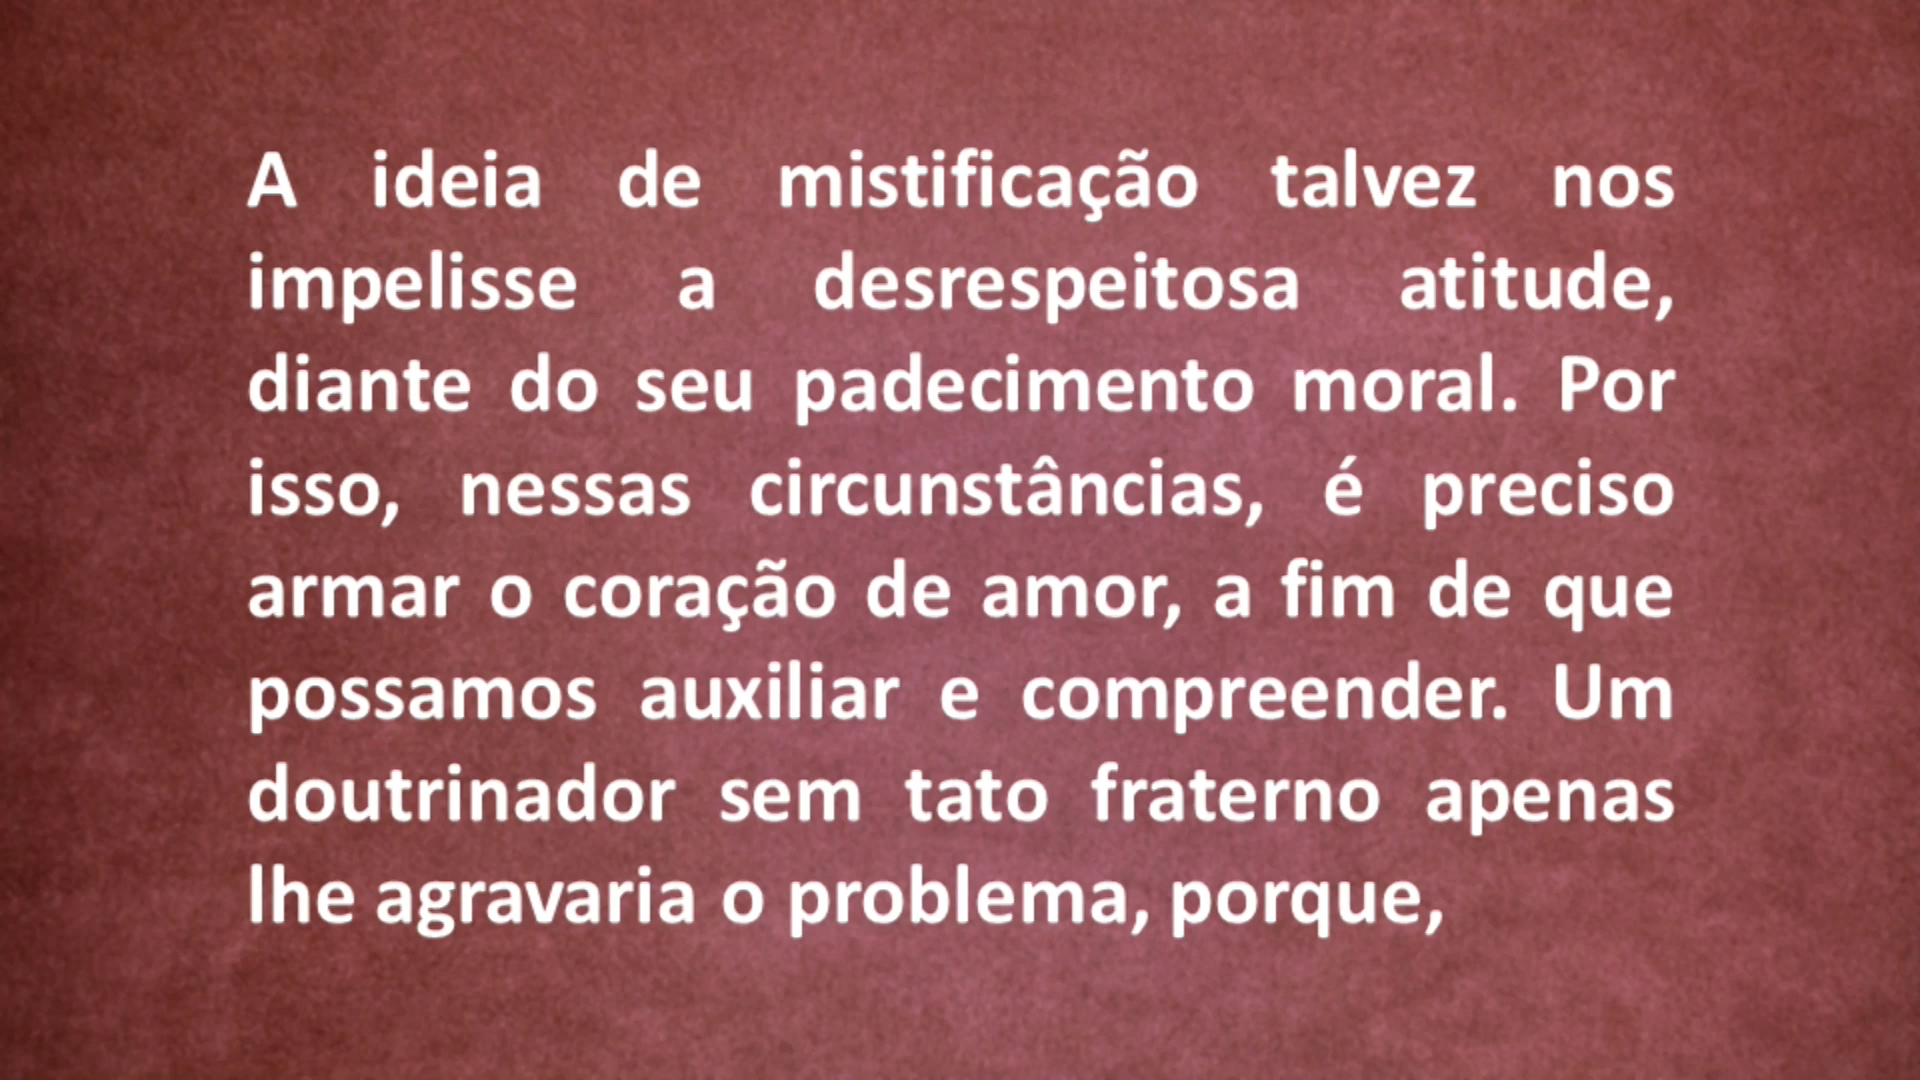 A ideia de mistificação talvez nos
impelisse a desrespeitosa atitude,
diante do seu padecimento moral. Por
isso, nessas circunstâncias, é preciso
armar o coração de amor, a fim de que
possamos auxiliar e compreender. Um
doutrinador sem tato fraterno apenas
lhe agravaria o problema, porque,